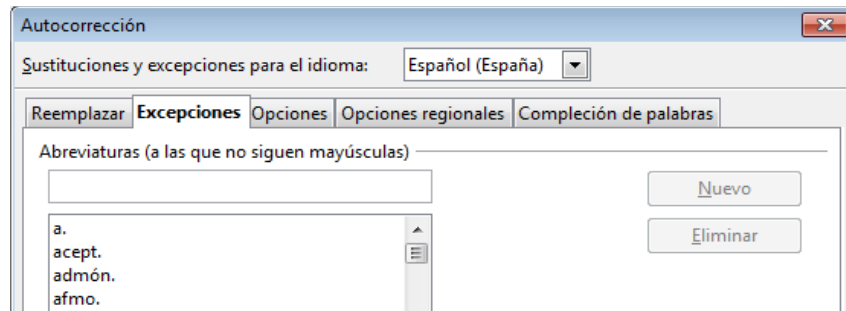 Autocorrección
Sustituciones y excepciones para el idioma: Español (España)
Reemplazar Excepciones Opciones Opciones regionales Compleción de palabras
Abreviaturas (a las que no siguen mayúsculas)
Nuevo
a.
Eliminar
acept.
admón.
afmo.